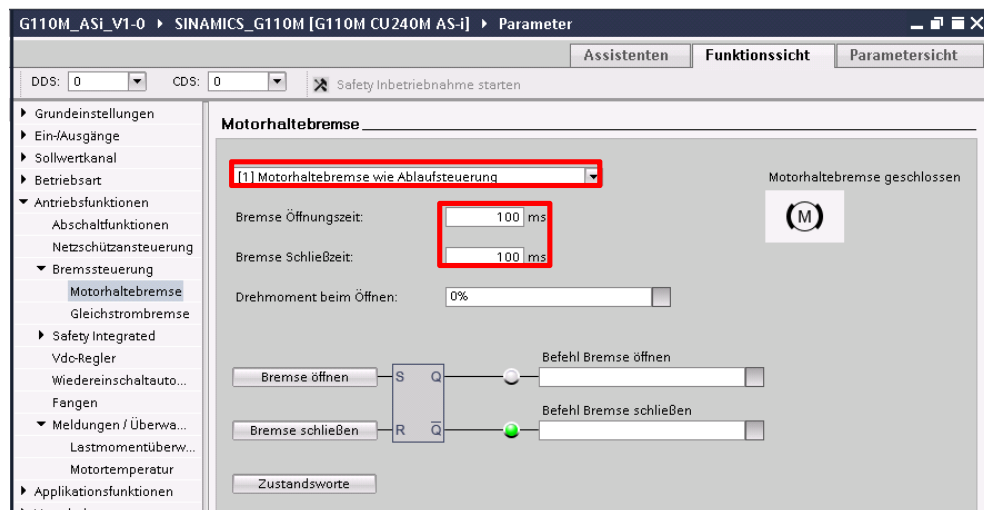 G110M_ASi_V1-0 ▸ SINAMICS_G110M [G110M CU240M AS-i] ▸ Parameter
Assistenten
Funktionssicht
Parametersicht
DDS: 0
CDS: 0
Safety Inbetriebnahme starten
Grundeinstellungen
Ein-/Ausgänge
Sollwertkanal
Betriebsart
Antriebsfunktionen
Abschaltfunktionen
Netzschützansteuerung
Bremssteuerung
Motorhaltebremse
Gleichstrombremse
Safety Integrated
Vdc-Regler
Wiedereinschaltauto...
Fangen
Meldungen / Überwa...
Lastmomentüberw...
Motortemperatur
Applikationsfunktionen
Motorhaltebremse
[1] Motorhaltebremse wie Ablaufsteuerung
Motorhaltebremse geschlossen
M
Bremse Öffnungszeit: 100 ms
Bremse Schließzeit: 100 ms
Drehmoment beim Öffnen: 0%
Befehl Bremse öffnen
Bremse öffnen S Q
Befehl Bremse schließen
Bremse schließen R Q̅
Zustandsworte